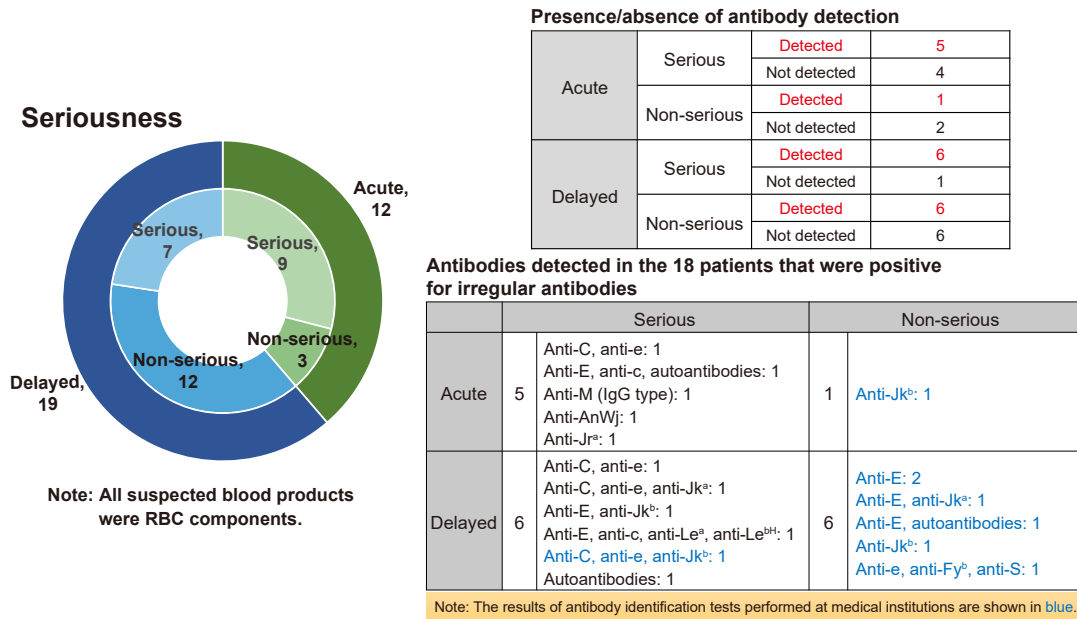 Seriousness
Acute,
12
Serious,
9
Non-serious,
3
Delayed,
19
Serious,
7
Non-serious,
12
Note: All suspected blood products
were RBC components.
Presence/absence of antibody detection
Acute Serious Detected 5
Not detected 4
Non-serious Detected 1
Not detected 2
Delayed Serious Detected 6
Not detected 1
Non-serious Detected 6
Not detected 6
Antibodies detected in the 18 patients that were positive
for irregular antibodies
Serious Non-serious
Acute 5
Anti-C, anti-e: 1
Anti-E, anti-c, autoantibodies: 1
Anti-M (IgG type): 1
Anti-AnWj: 1
Anti-Jrᵃ: 1
1 Anti-Jkᵇ: 1
Delayed 6
Anti-C, anti-e: 1
Anti-C, anti-e, anti-Jkᵃ: 1
Anti-E, anti-Jkᵇ: 1
Anti-E, anti-c, anti-Leᵃ, anti-Leᵇᴴ: 1
Anti-C, anti-e, anti-Jkᵇ: 1
Autoantibodies: 1
6
Anti-E: 2
Anti-E, anti-Jkᵃ: 1
Anti-E, autoantibodies: 1
Anti-Jkᵇ: 1
Anti-e, anti-Fyᵇ, anti-S: 1
Note: The results of antibody identification tests performed at medical institutions are shown in blue.